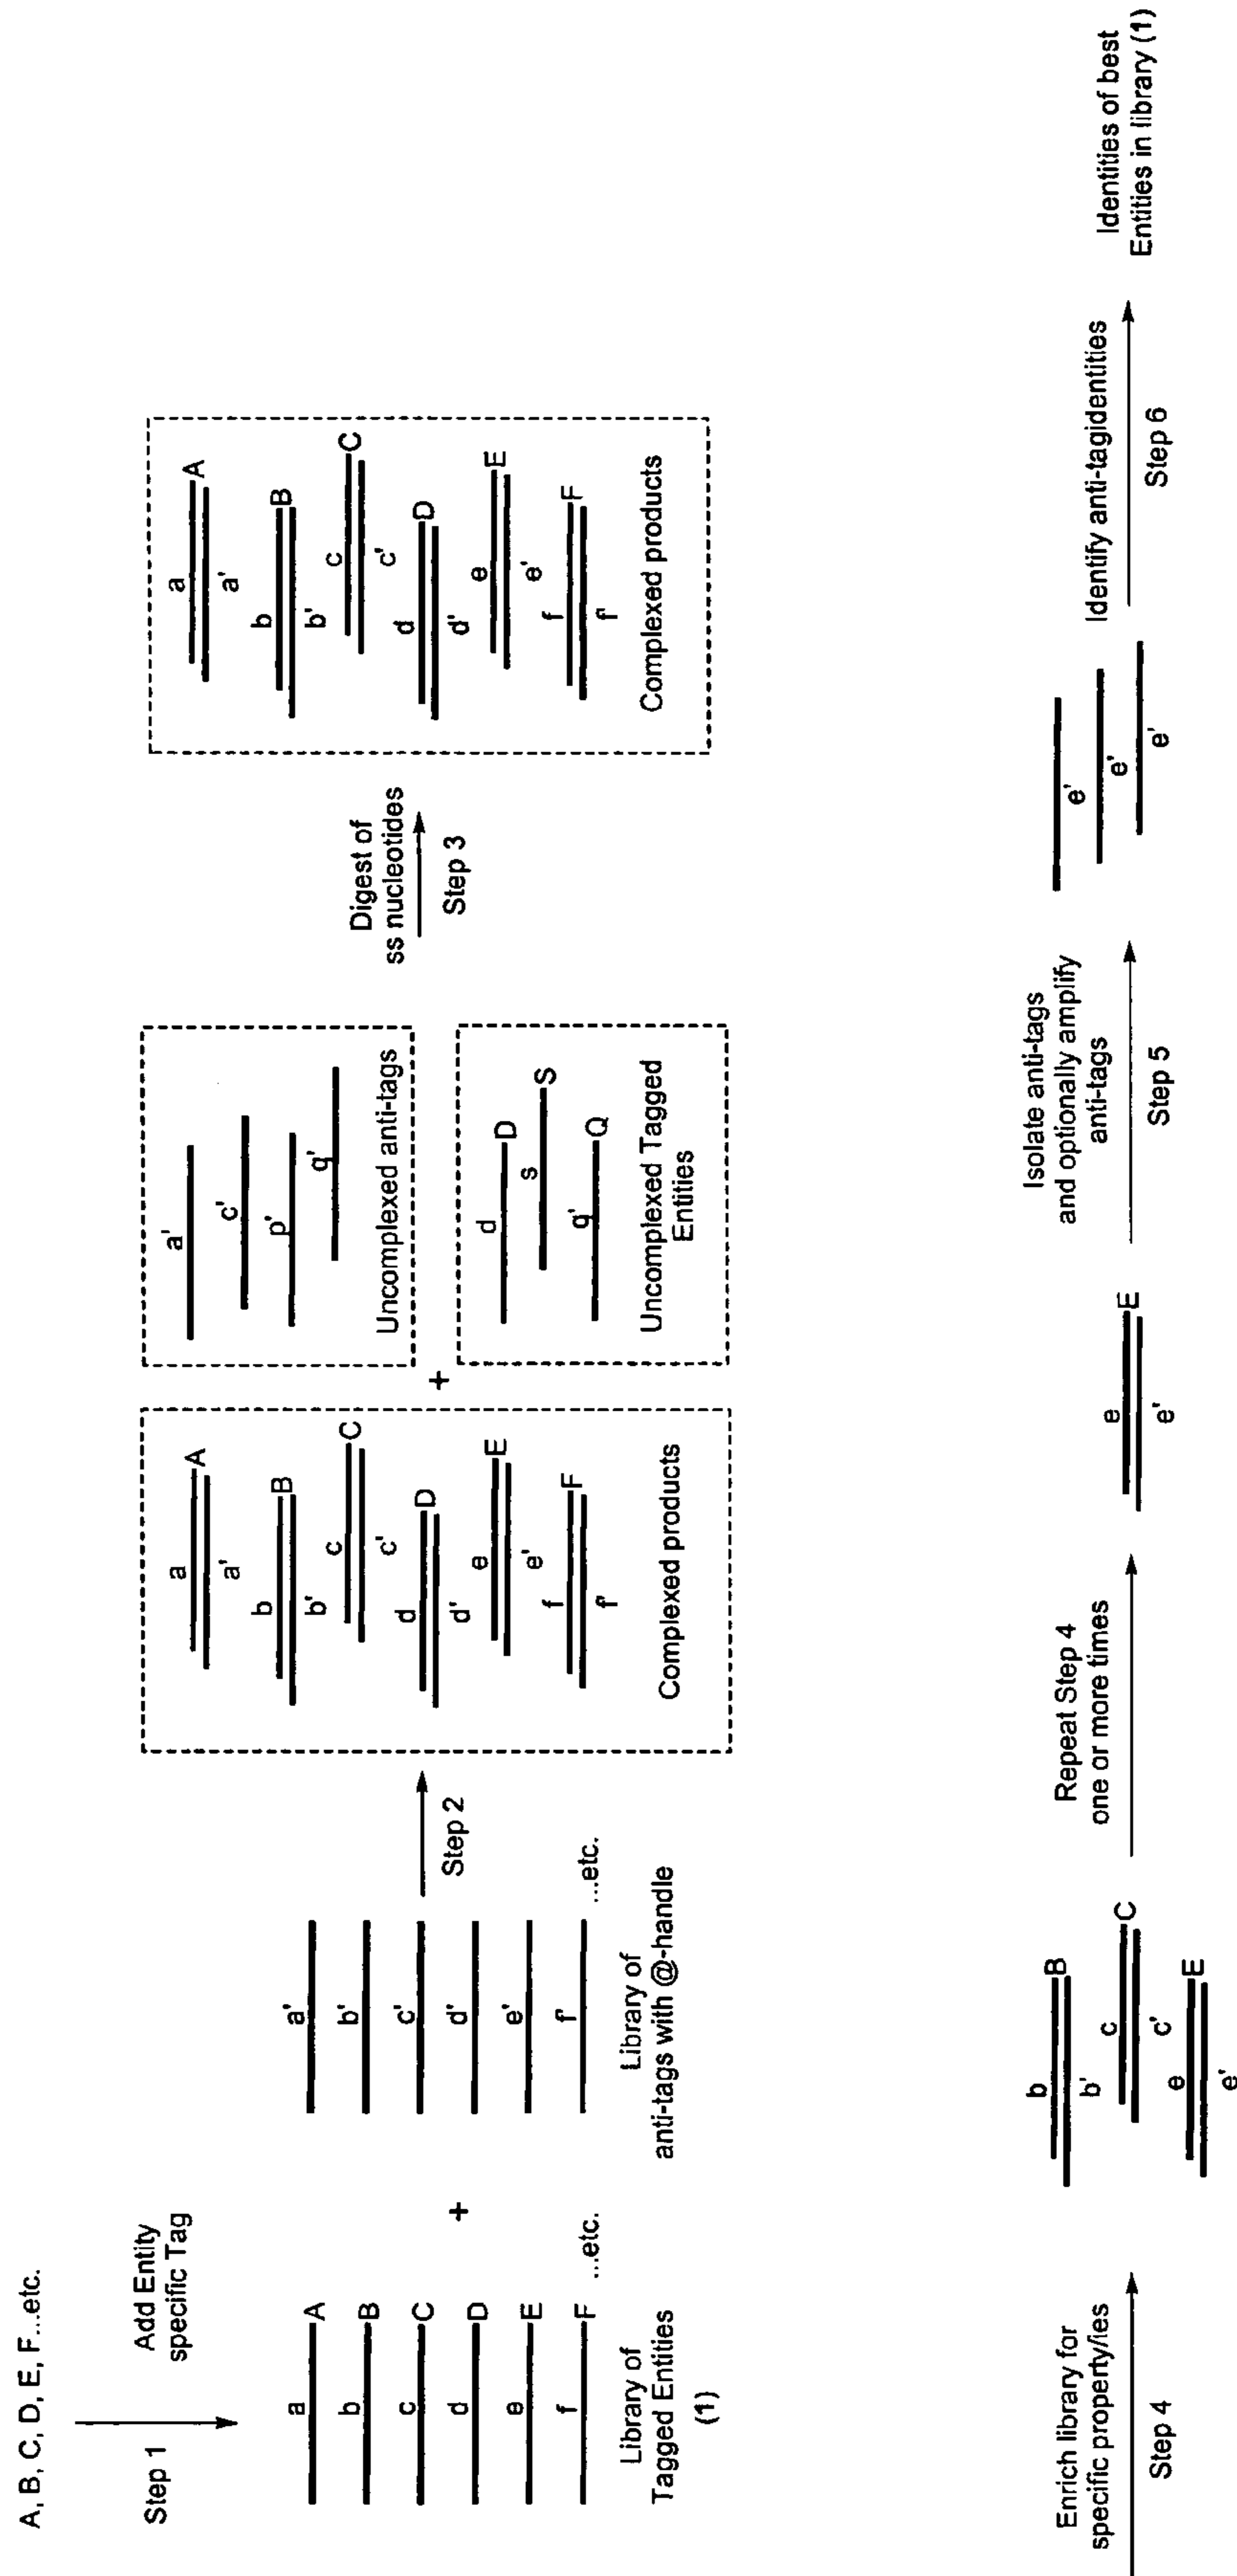 A, B, C, D, E, F...etc.
Step 1
Add Entity
specific Tag
a
A
b
B
c
C
d
D
e
E
f
F
...etc.
Library of
Tagged Entities
(1)
+
a'
b'
c'
d'
e'
f'
...etc.
Library of
anti-tags with @-handle
Step 2
a
A
a'
b
B
b'
c
C
c'
d
D
d'
e
E
e'
f
F
f'
Complexed products
+
a'
c'
p'
q'
Uncomplexed anti-tags
d
D
s
S
q'
Q
Uncomplexed Tagged
Entities
Digest of
ss nucleotides
Step 3
a
A
a'
b
B
b'
c
C
c'
d
D
d'
e
E
e'
f
F
f'
Complexed products
Enrich library for
specific property/ies
Step 4
b
B
b'
c
C
c'
e
E
e'
Repeat Step 4
one or more times
e
E
e'
Isolate anti-tags
and optionally amplify
anti-tags
Step 5
e'
e'
e'
Identify anti-tagidentities
Step 6
Identities of best
Entities in library (1)